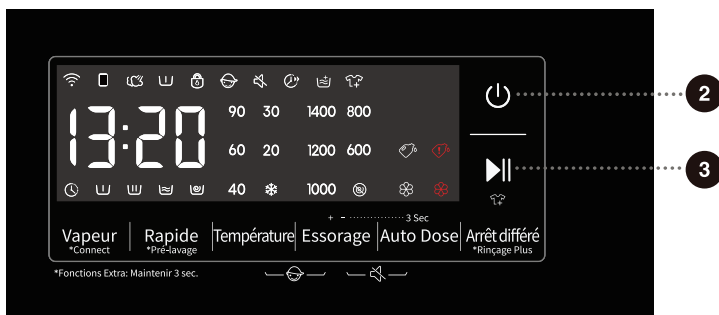 13:20
90 30 1400 800
2
60 20 1200 600
40 1000
3
+ - 3 Sec
Vapeur Rapide Température Essorage Auto Dose Arrêt différé
*Connect *Pré-lavage *Rinçage Plus
*Fonctions Extra: Maintenir 3 sec.